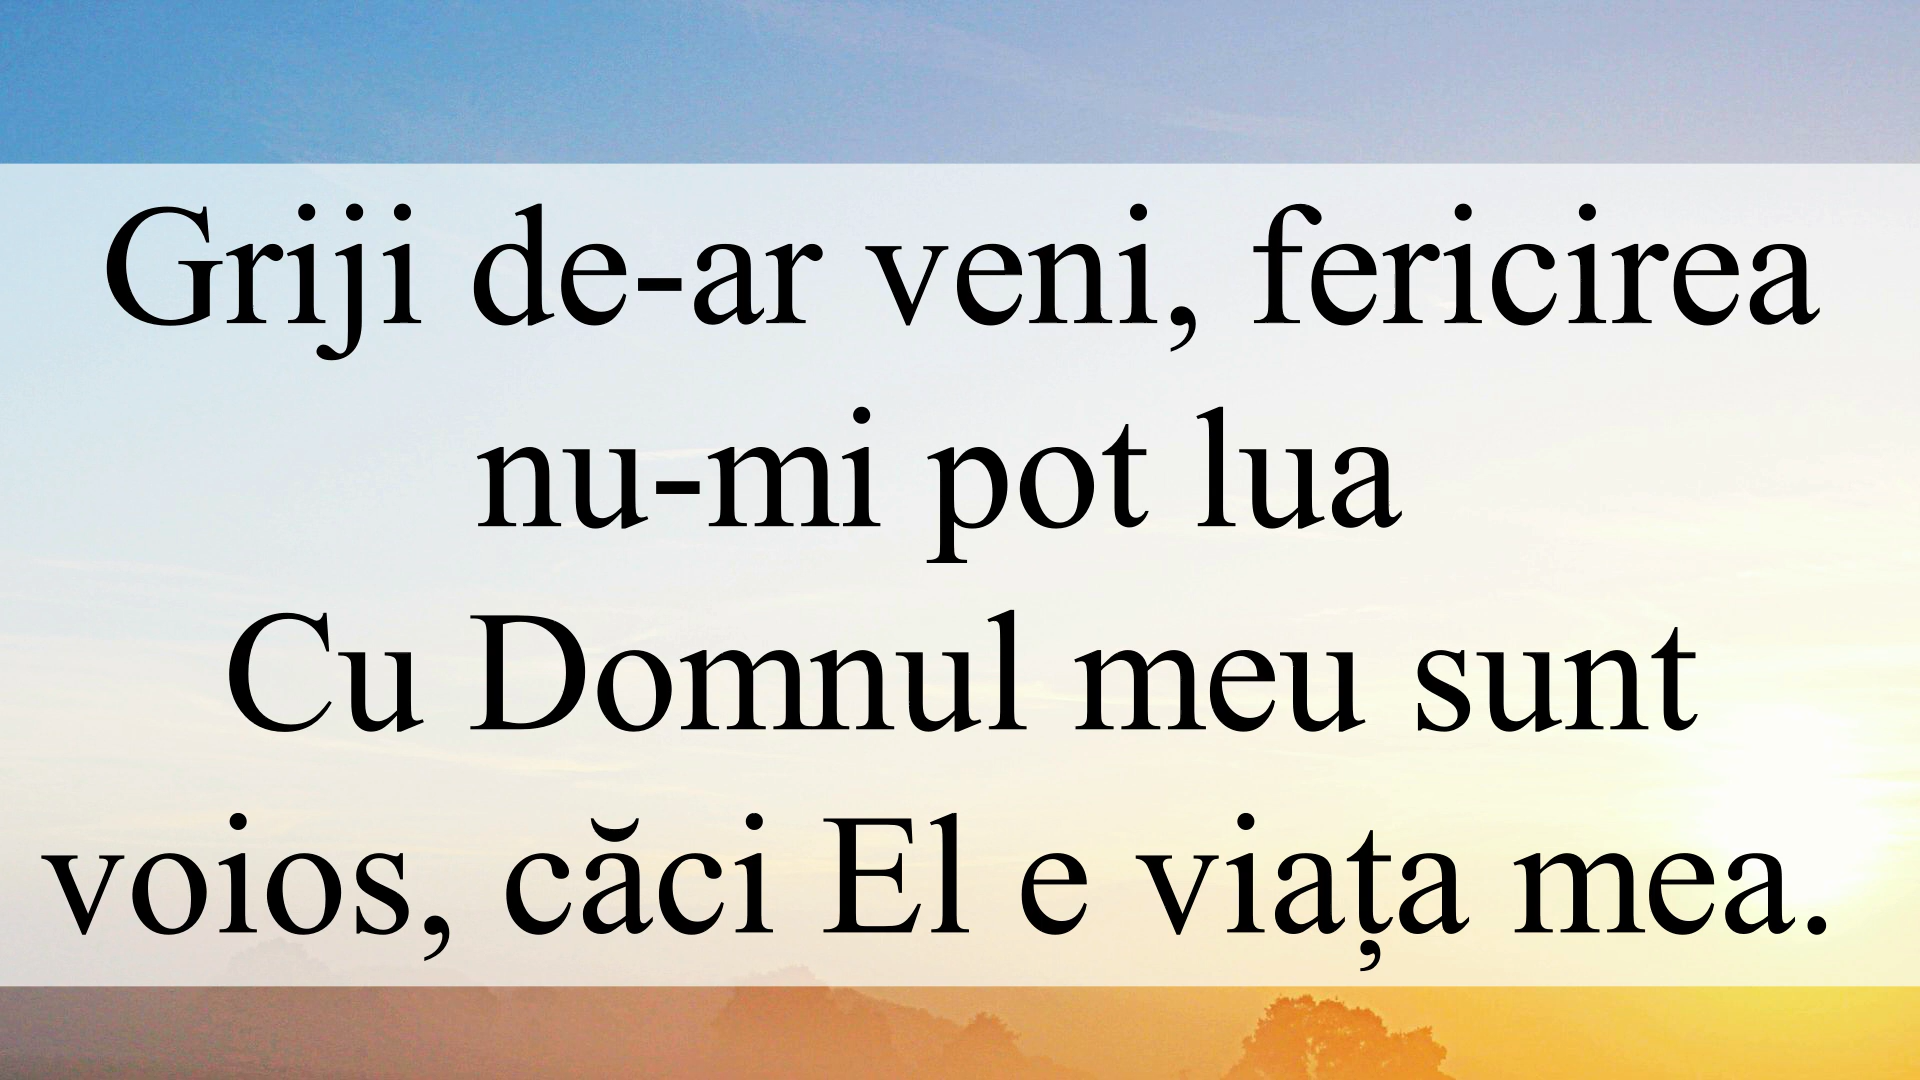 Griji de-ar veni, fericirea
nu-mi pot lua
Cu Domnul meu sunt
voios, căci El e viața mea.